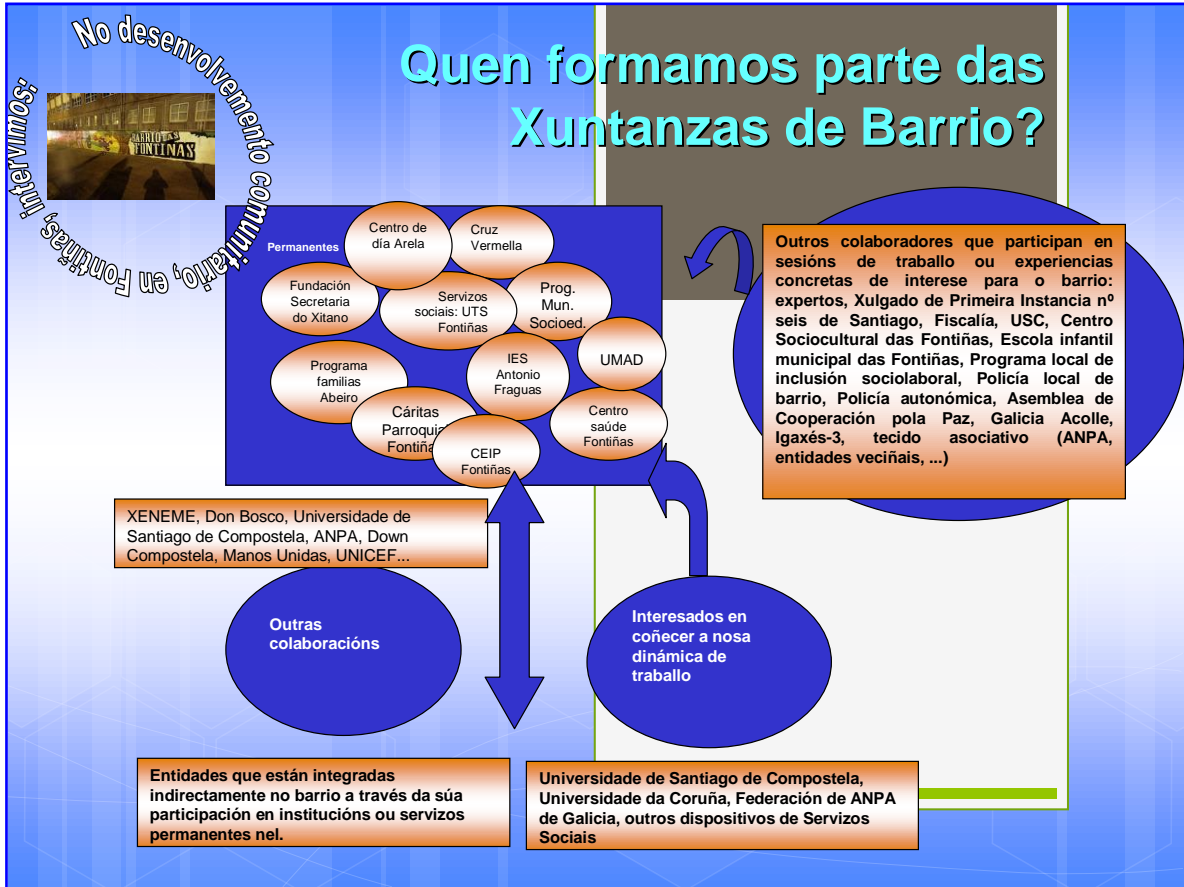 No desenvolvemento comunitario, en Fontiñas, intervimos:
BARRIO DAS
FONTIÑAS
Quen formamos parte das
Xuntanzas de Barrio?
Permanentes
Centro de
día Arela
Cruz
Vermella
Fundación
Secretaria
do Xitano
Servizos
sociais: UTS
Fontiñas
Prog.
Mun.
Socioed.
UMAD
Programa
familias
Abeiro
IES
Antonio
Fraguas
Cáritas
Parroquia
Fontiña
CEIP
Fontiñas
Centro
saúde
Fontiñas
Outros colaboradores que participan en
sesións de traballo ou experiencias
concretas de interese para o barrio:
expertos, Xulgado de Primeira Instancia nº
seis de Santiago, Fiscalía, USC, Centro
Sociocultural das Fontiñas, Escola infantil
municipal das Fontiñas, Programa local de
inclusión sociolaboral, Policía local de
barrio, Policía autonómica, Asemblea de
Cooperación pola Paz, Galicia Acolle,
Igaxés-3, tecido asociativo (ANPA,
entidades veciñais, ...)
XENEME, Don Bosco, Universidade de
Santiago de Compostela, ANPA, Down
Compostela, Manos Unidas, UNICEF...
Outras
colaboracións
Interesados en
coñecer a nosa
dinámica de
traballo
Entidades que están integradas
indirectamente no barrio a través da súa
participación en institucións ou servizos
permanentes nel.
Universidade de Santiago de Compostela,
Universidade da Coruña, Federación de ANPA
de Galicia, outros dispositivos de Servizos
Sociais